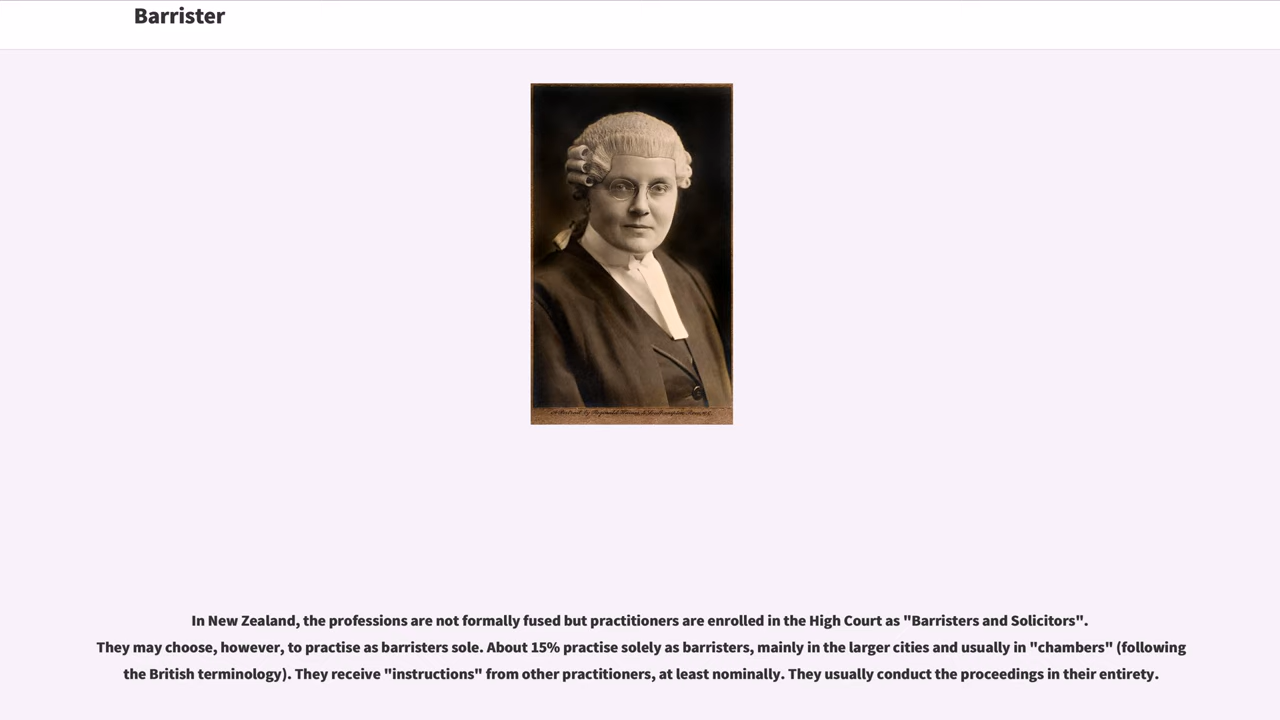 Barrister
In New Zealand, the professions are not formally fused but practitioners are enrolled in the High Court as "Barristers and Solicitors".
They may choose, however, to practise as barristers sole. About 15% practise solely as barristers, mainly in the larger cities and usually in "chambers" (following
the British terminology). They receive "instructions" from other practitioners, at least nominally. They usually conduct the proceedings in their entirety.